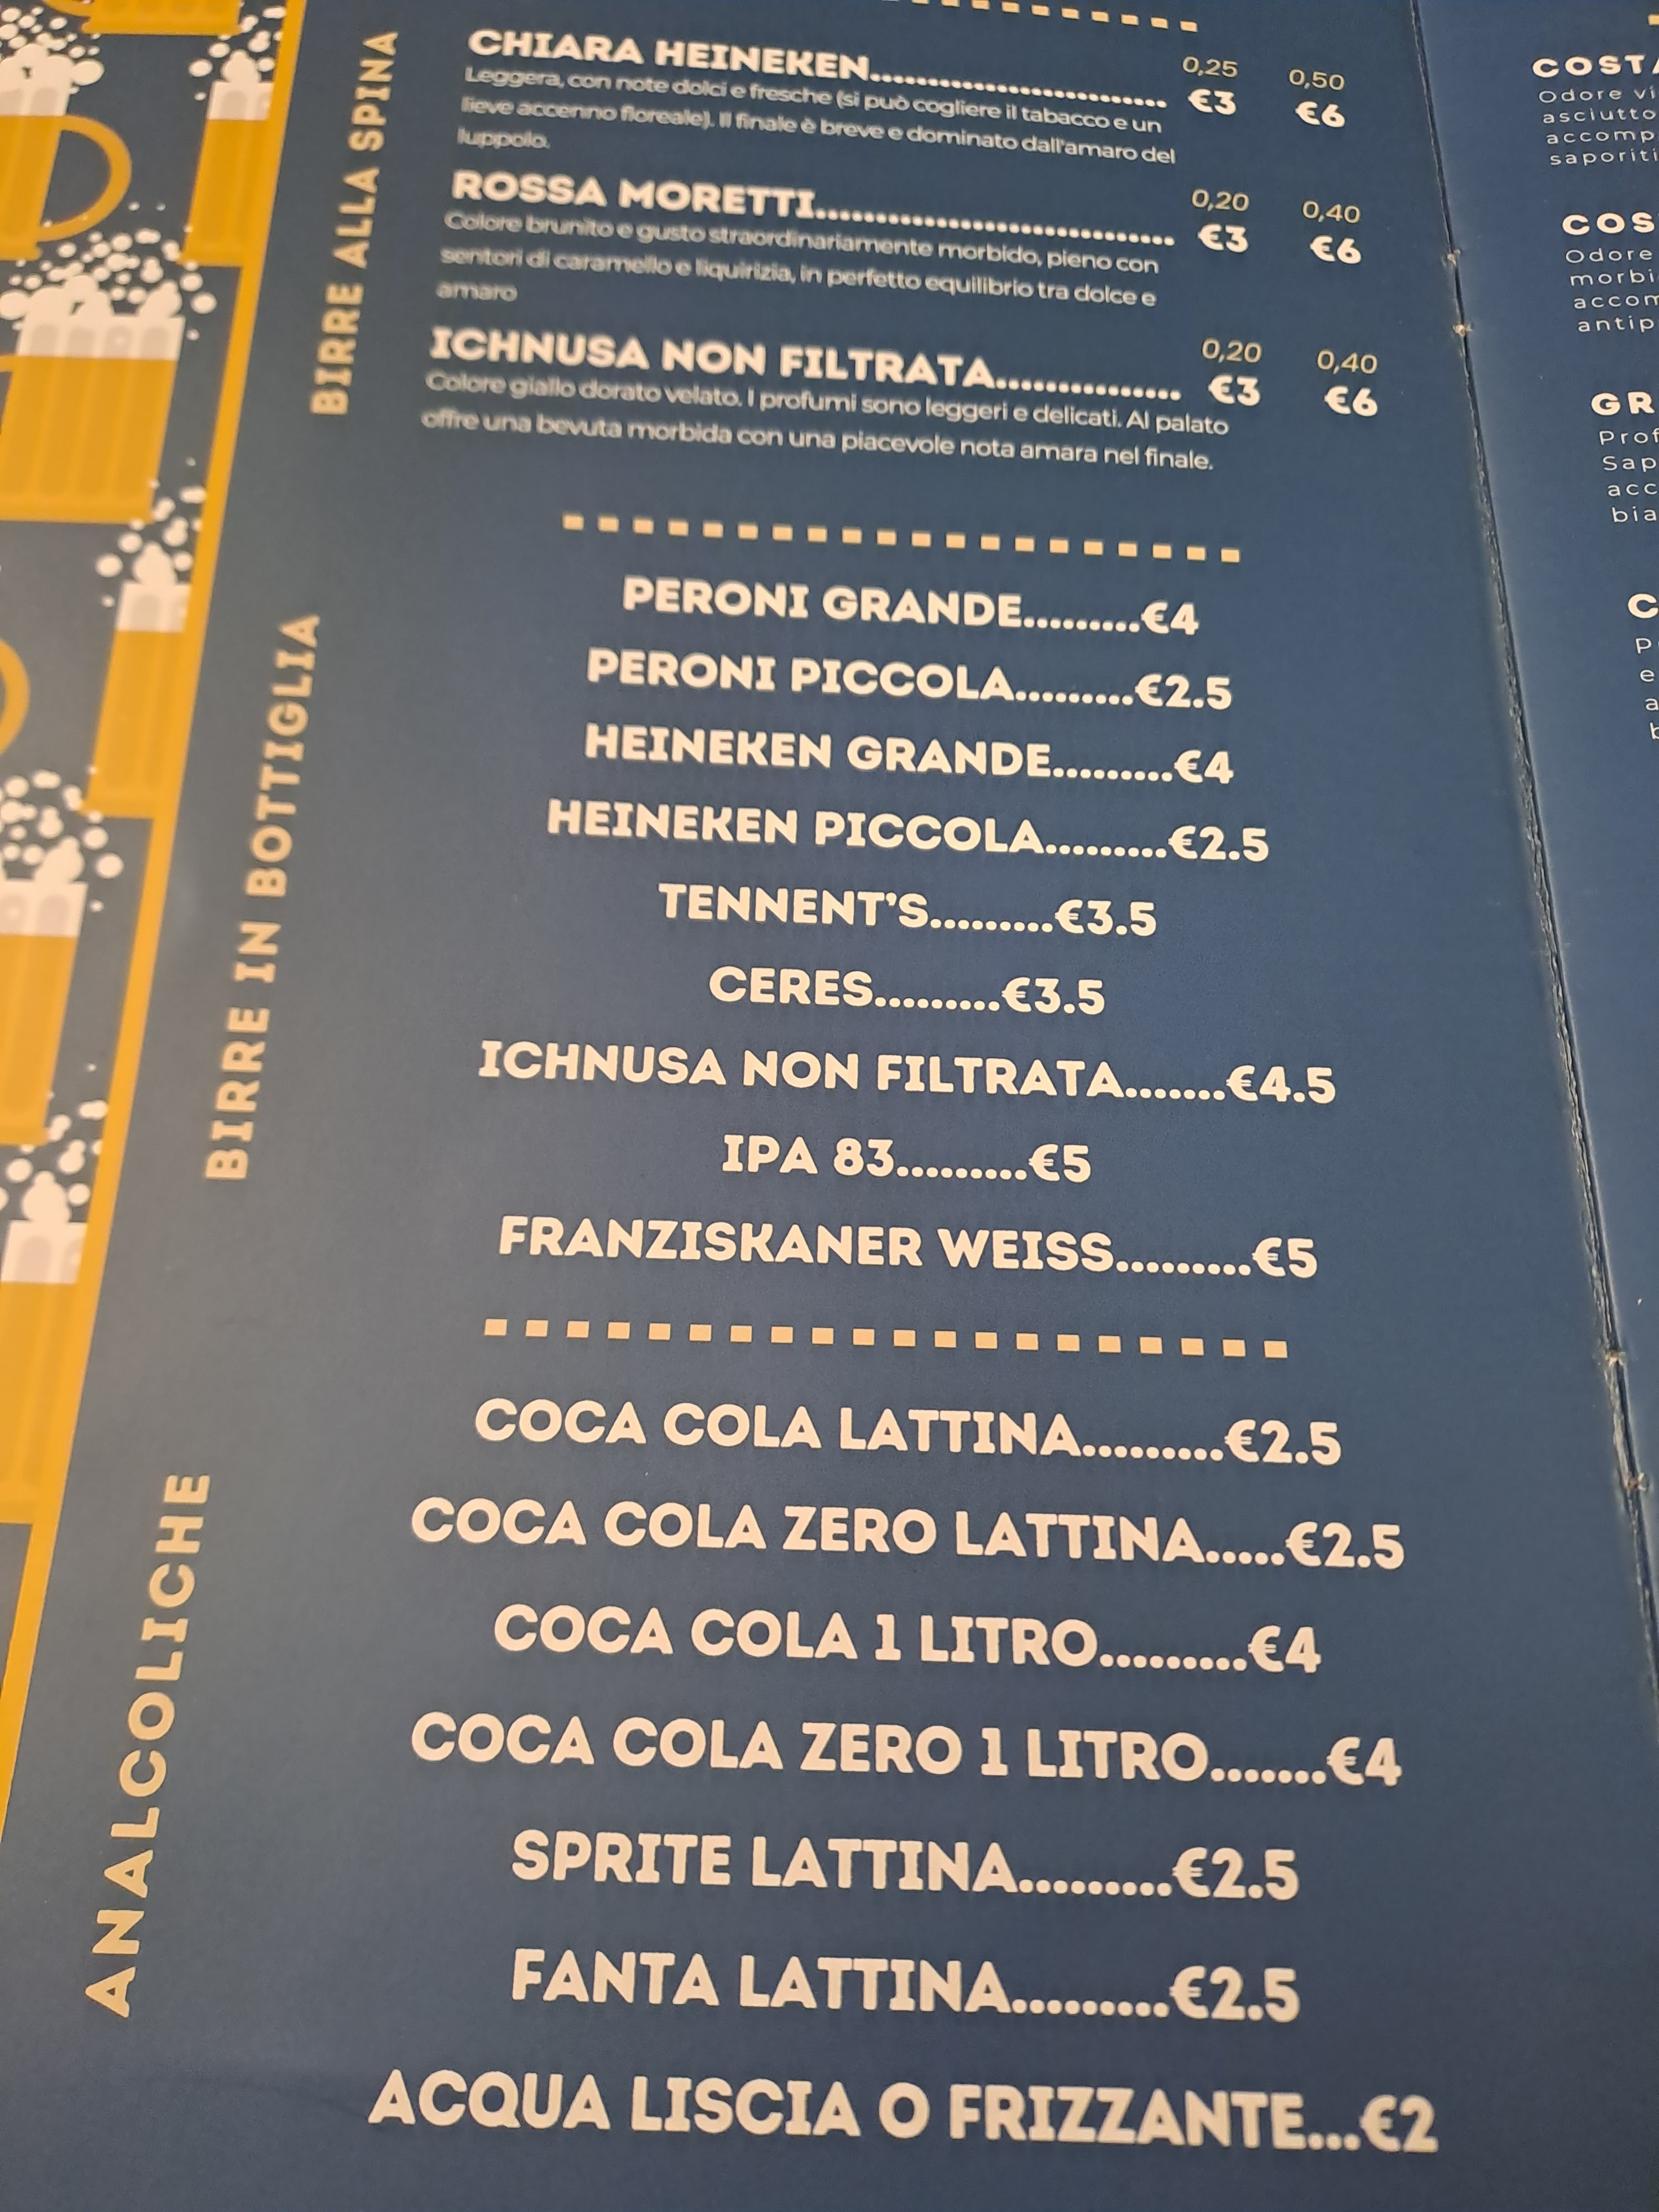 BIRRE ALLA SPINA
CHIARA HEINEKEN....................................... 0,25 0,50
€3 €6
Leggera, con note dolci e fresche (si può cogliere il tabacco e un
lieve accenno floreale). Il finale è breve e dominato dall'amaro del
luppolo.
ROSSA MORETTI............................................... 0,20 0,40
€3 €6
Colore brunito e gusto straordinariamente morbido, pieno con
sentori di caramello e liquirizia, in perfetto equilibrio tra dolce e
amaro
ICHNUSA NON FILTRATA........................ 0,20 0,40
€3 €6
Colore giallo dorato velato. I profumi sono leggeri e delicati. Al palato
offre una bevuta morbida con una piacevole nota amara nel finale.
BIRRE IN BOTTIGLIA
PERONI GRANDE.........€4
PERONI PICCOLA.........€2.5
HEINEKEN GRANDE.........€4
HEINEKEN PICCOLA.........€2.5
TENNENT'S.........€3.5
CERES.........€3.5
ICHNUSA NON FILTRATA.......€4.5
IPA 83.........€5
FRANZISKANER WEISS.........€5
ANALCOLICHE
COCA COLA LATTINA.........€2.5
COCA COLA ZERO LATTINA.....€2.5
COCA COLA 1 LITRO.........€4
COCA COLA ZERO 1 LITRO.......€4
SPRITE LATTINA.........€2.5
FANTA LATTINA.........€2.5
ACQUA LISCIA O FRIZZANTE...€2
Odore
asciutto
Odore